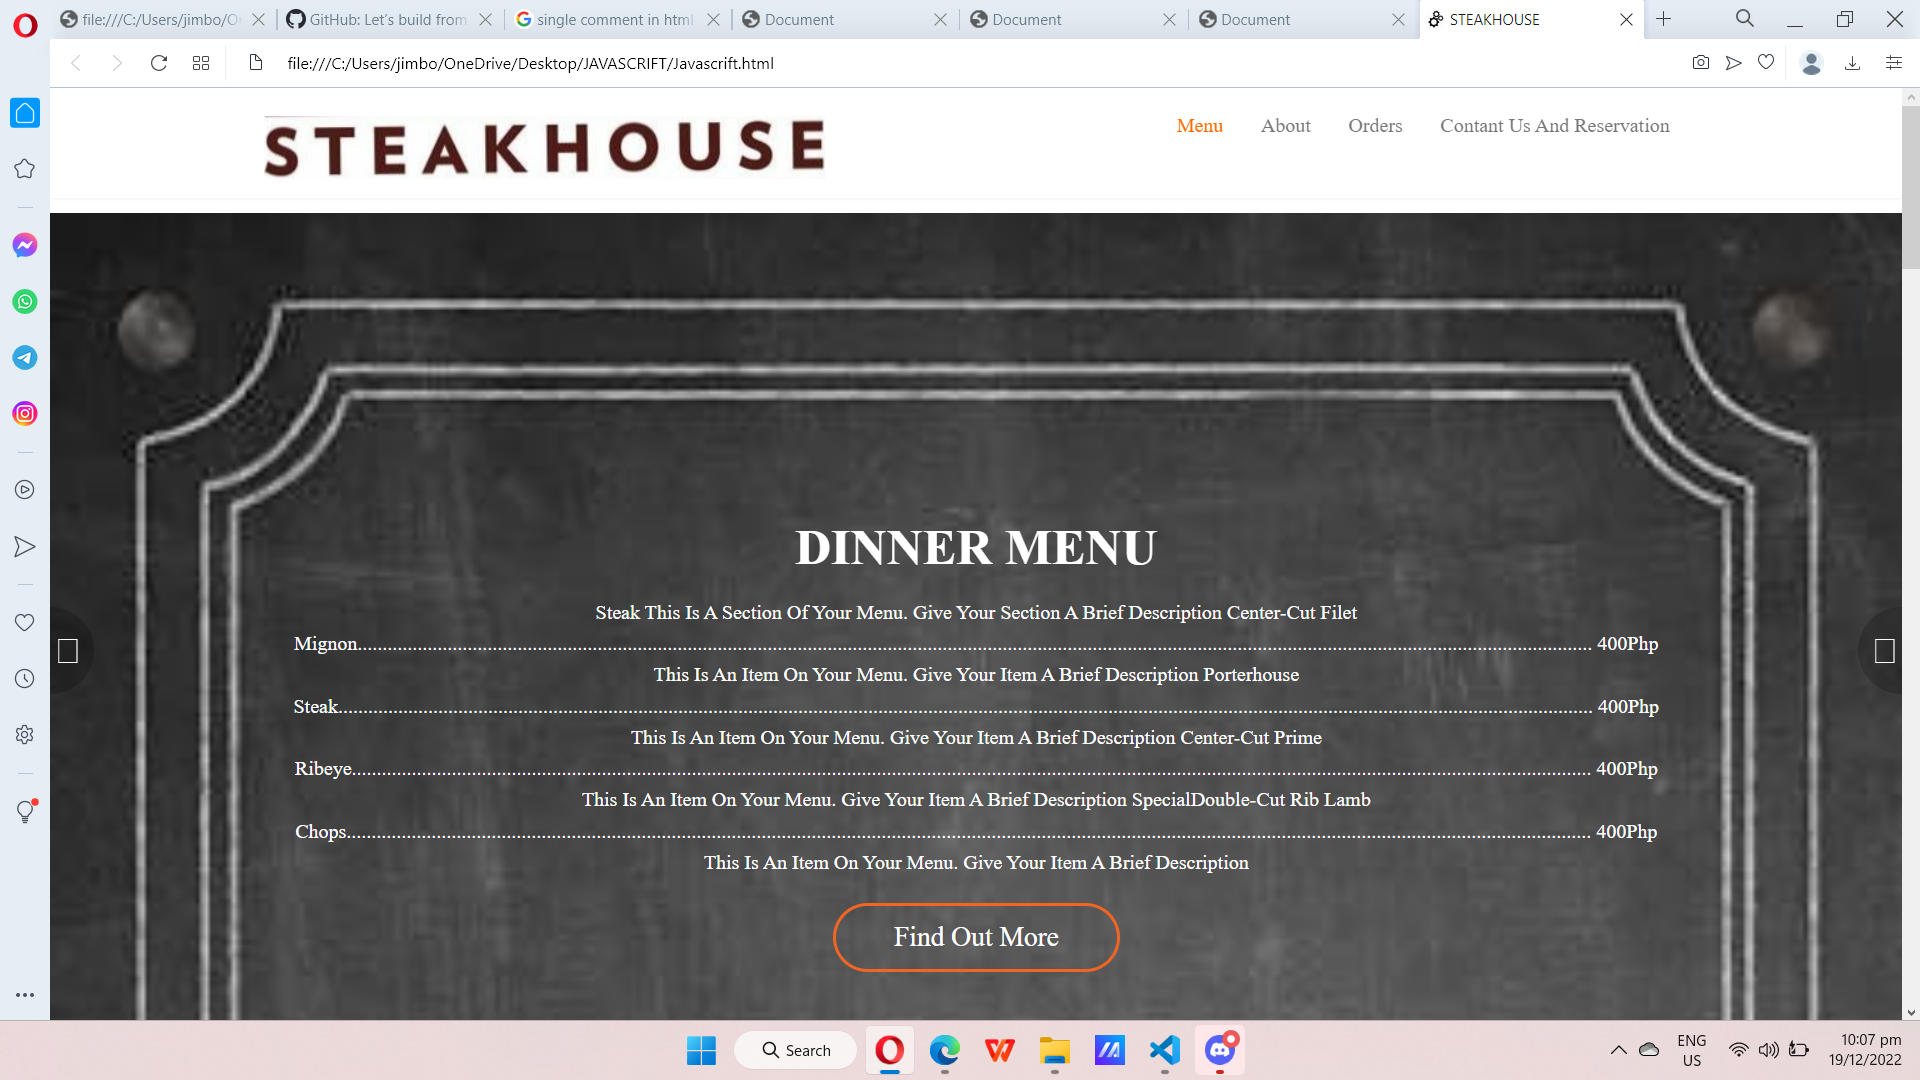 file:///C:/Users/jimbo/O
GitHub: Let's build from
single comment in html
Document
Document
Document
STEAKHOUSE
file:///C:/Users/jimbo/OneDrive/Desktop/JAVASCRIPT/Javascript.html
STEAKHOUSE
Menu About Orders Contant Us And Reservation
DINNER MENU
Steak This Is A Section Of Your Menu. Give Your Section A Brief Description Center-Cut Filet
Mignon........................................................................................................................................................................................................................................................ 400Php
This Is An Item On Your Menu. Give Your Item A Brief Description Porterhouse
Steak............................................................................................................................................................................................................................................................ 400Php
This Is An Item On Your Menu. Give Your Item A Brief Description Center-Cut Prime
Ribeye......................................................................................................................................................................................................................................................... 400Php
This Is An Item On Your Menu. Give Your Item A Brief Description SpecialDouble-Cut Rib Lamb
Chops.......................................................................................................................................................................................................................................................... 400Php
This Is An Item On Your Menu. Give Your Item A Brief Description
Find Out More
Search
ENG
US
10:07 pm
19/12/2022